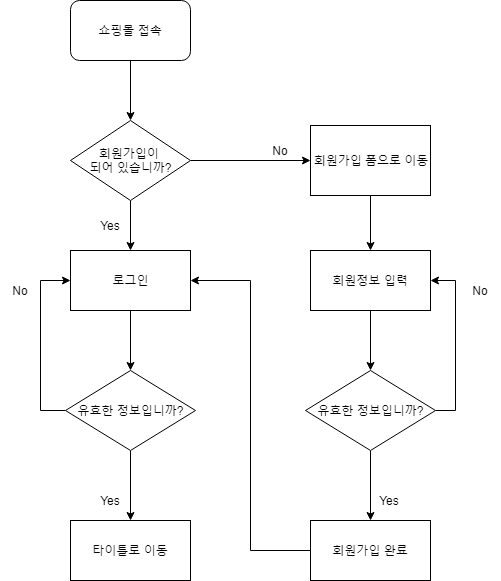 쇼핑몰 접속
회원가입이
되어 있습니까?
No
회원가입 폼으로 이동
Yes
No
로그인
회원정보 입력
No
유효한 정보입니까?
유효한 정보입니까?
Yes
Yes
타이틀로 이동
회원가입 완료